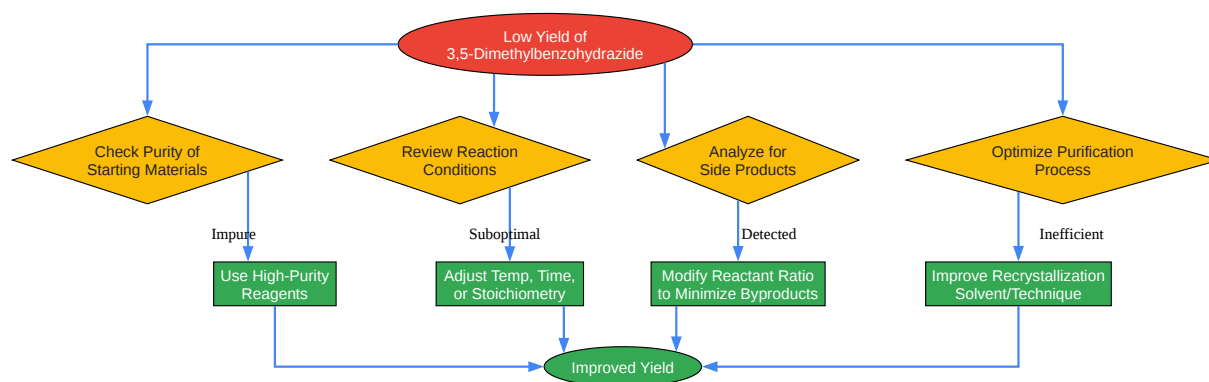 Low Yield of
3,5-Dimethylbenzohydrazide
Check Purity of
Starting Materials
Review Reaction
Conditions
Analyze for
Side Products
Optimize Purification
Process
Impure
Suboptimal
Detected
Inefficient
Use High-Purity
Reagents
Adjust Temp, Time,
or Stoichiometry
Modify Reactant Ratio
to Minimize Byproducts
Improve Recrystallization
Solvent/Technique
Improved Yield